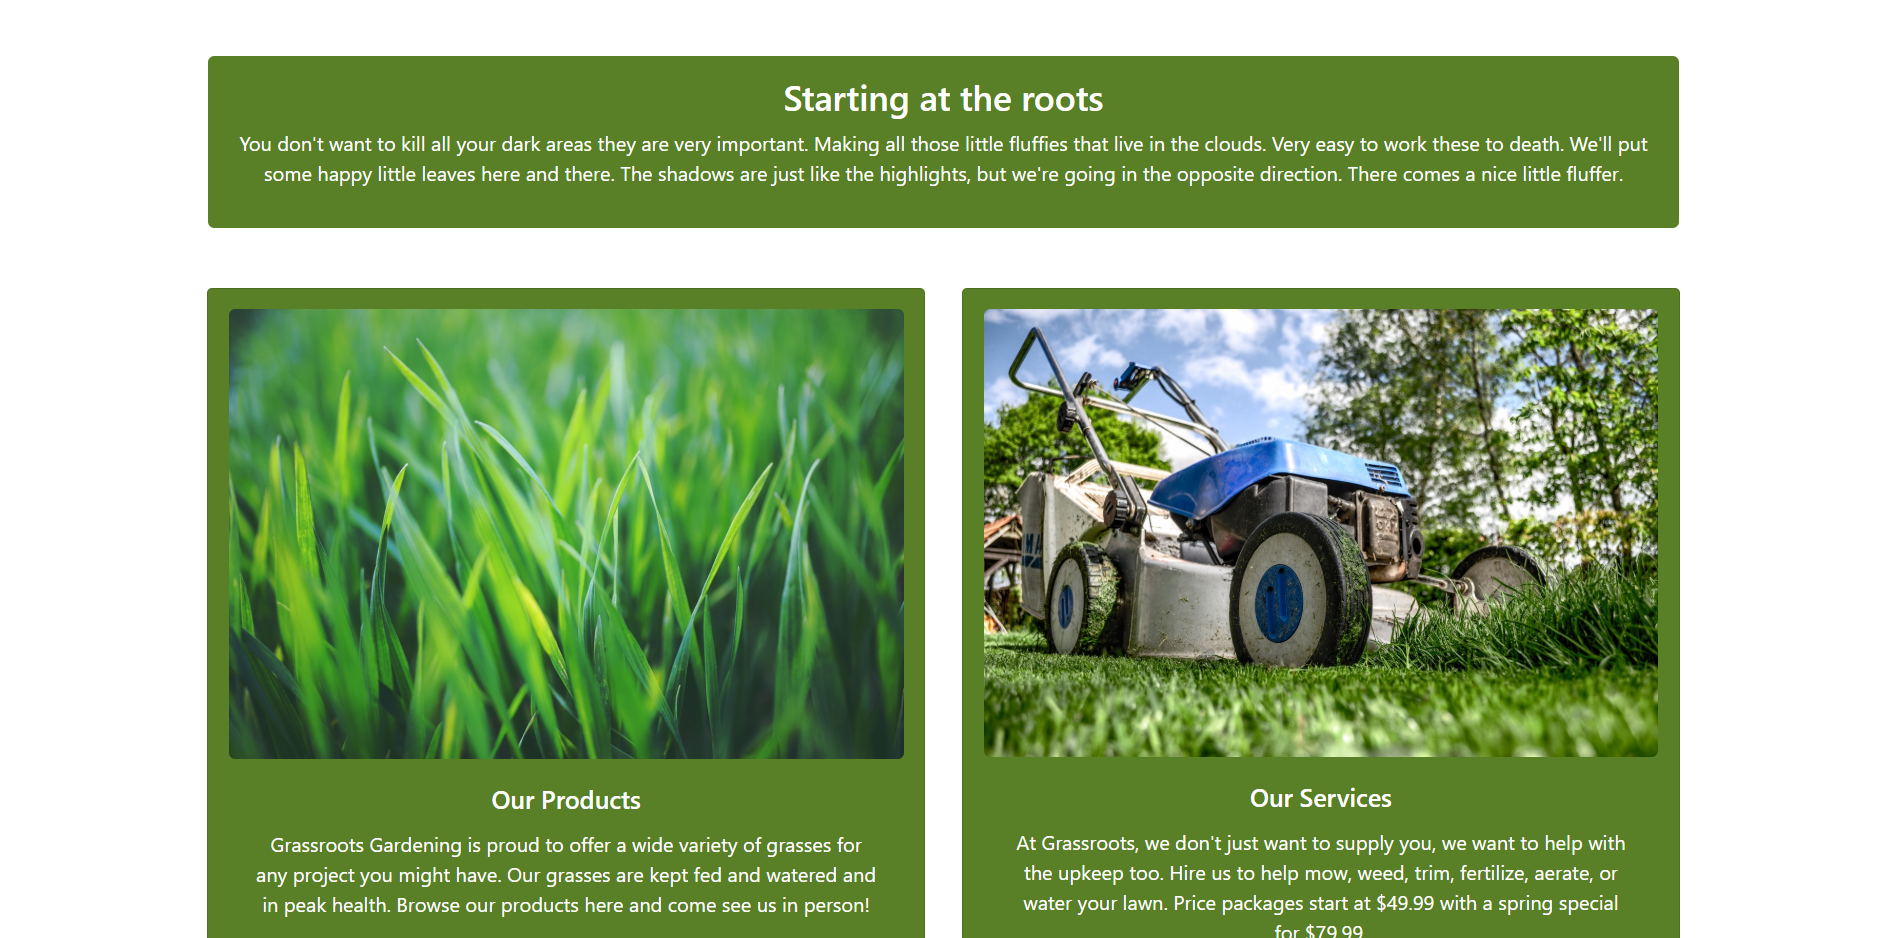 Starting at the roots
You don't want to kill all your dark areas they are very important. Making all those little fluffies that live in the clouds. Very easy to work these to death. We'll put
some happy little leaves here and there. The shadows are just like the highlights, but we're going in the opposite direction. There comes a nice little fluffer.
Our Products
Grassroots Gardening is proud to offer a wide variety of grasses for
any project you might have. Our grasses are kept fed and watered and
in peak health. Browse our products here and come see us in person!
Our Services
At Grassroots, we don't just want to supply you, we want to help with
the upkeep too. Hire us to help mow, weed, trim, fertilize, aerate, or
water your lawn. Price packages start at $49.99 with a spring special
for $79.99